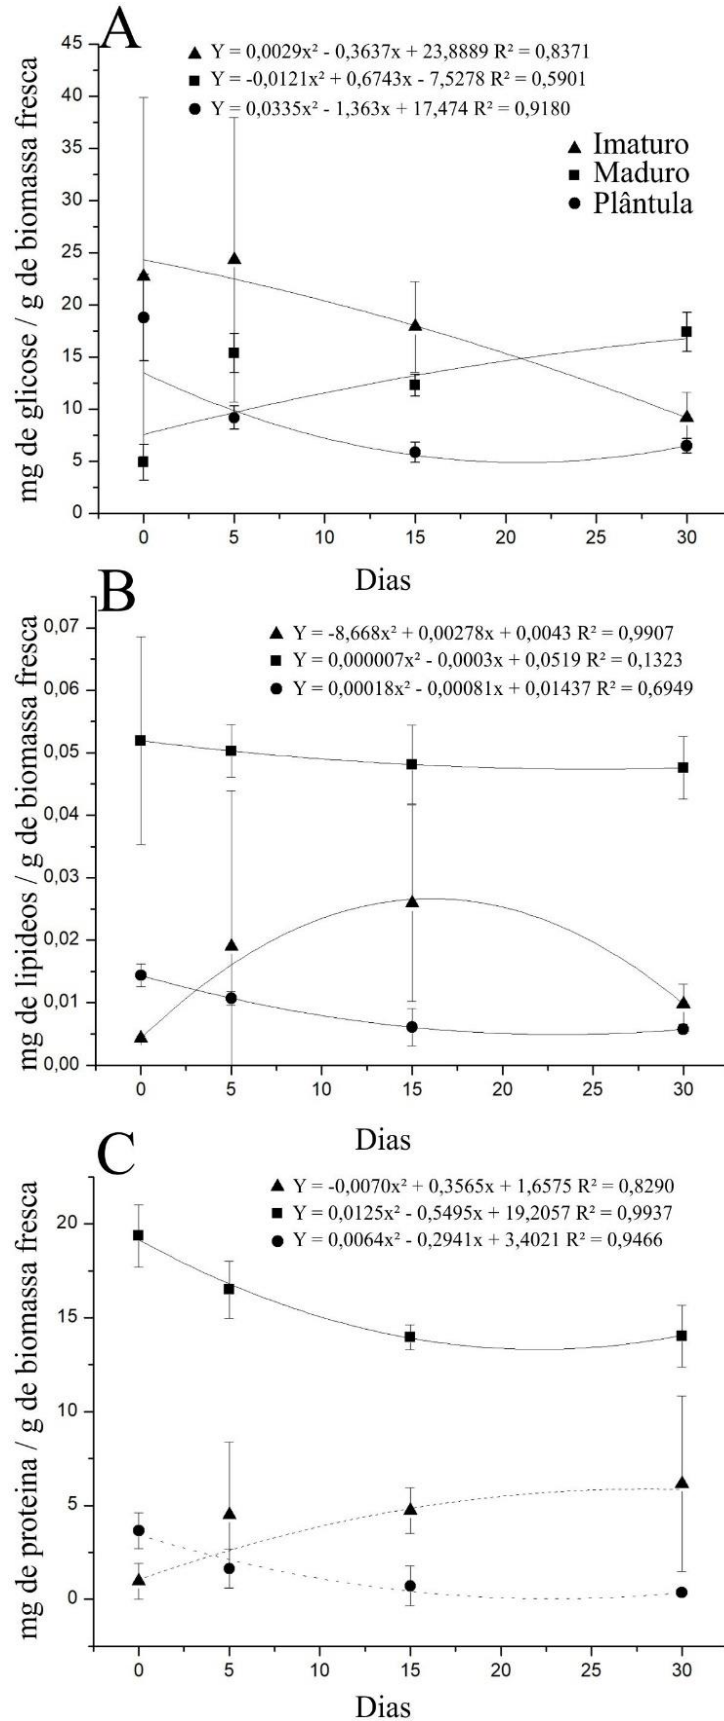 A
▲ Y = 0,0029x² - 0,3637x + 23,8889 R² = 0,8371
■ Y = -0,0121x² + 0,6743x - 7,5278 R² = 0,5901
● Y = 0,0335x² - 1,363x + 17,474 R² = 0,9180
▲ Imaturo
■ Maduro
● Plântula
mg de glicose / g de biomassa fresca
45
40
35
30
25
20
15
10
5
0
0 5 10 15 20 25 30
Dias
B
▲ Y = -8,668x² + 0,00278x + 0,0043 R² = 0,9907
■ Y = 0,000007x² - 0,0003x + 0,0519 R² = 0,1323
● Y = 0,00018x² - 0,00081x + 0,01437 R² = 0,6949
mg de lipideos / g de biomassa fresca
0,07
0,06
0,05
0,04
0,03
0,02
0,01
0,00
0 5 10 15 20 25 30
Dias
C
▲ Y = -0,0070x² + 0,3565x + 1,6575 R² = 0,8290
■ Y = 0,0125x² - 0,5495x + 19,2057 R² = 0,9937
● Y = 0,0064x² - 0,2941x + 3,4021 R² = 0,9466
mg de proteina / g de biomassa fresca
20
15
10
5
0
0 5 10 15 20 25 30
Dias